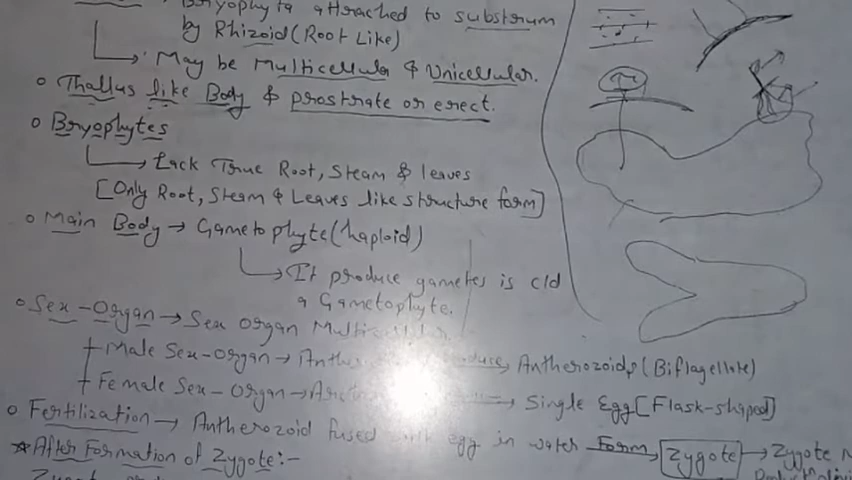 Bryophyta attached to substrum
by Rhizoid (Root Like)
May be Multicellular & Unicellular.
Thallus like Body & prostrate or erect.
Bryophytes
Lack True Root, Steam & leaves
[Only Root, Steam & Leaves like structure form]
Main Body → Gametophyte (haploid)
It produce gametes is c/d
a Gametophyte.
Sex-Organ → Sex organ
Male Sex-Organ → Antherozoids (Biflagellate)
Female Sex-Organ → Single Egg [Flask-shaped]
Fertilization → Antherozoid fused with egg in water Form Zygote → Zygote
*After Formation of Zygote:-